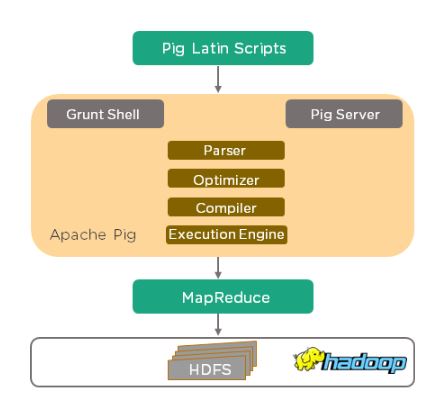 Pig Latin Scripts
Grunt Shell
Pig Server
Parser
Optimizer
Compiler
Apache Pig
Execution Engine
MapReduce
HDFS
hadoop